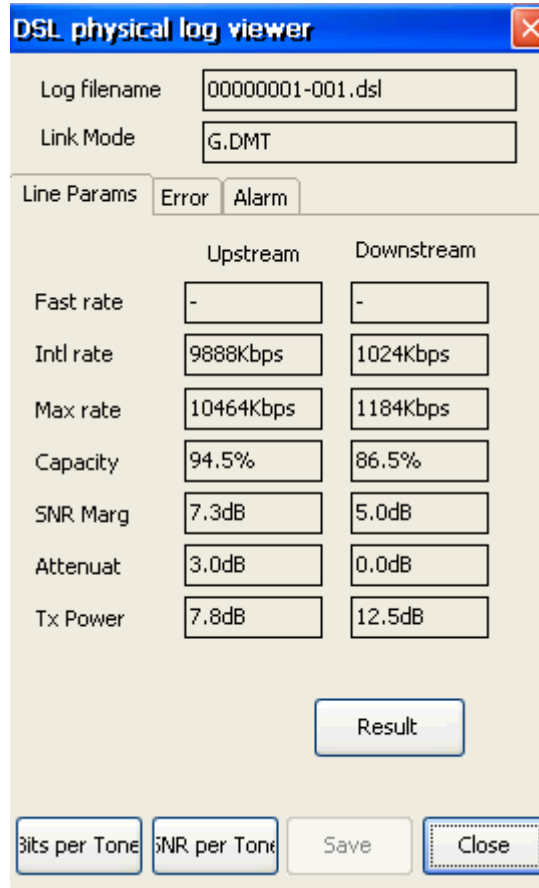 DSL physical log viewer
Log filename 00000001-001.dsl
Link Mode G.DMT
Line Params Error Alarm
Upstream Downstream
Fast rate - -
Intl rate 9888Kbps 1024Kbps
Max rate 10464Kbps 1184Kbps
Capacity 94.5% 86.5%
SNR Marg 7.3dB 5.0dB
Attenuat 3.0dB 0.0dB
Tx Power 7.8dB 12.5dB
Result
Bits per Tone SNR per Tone Save Close